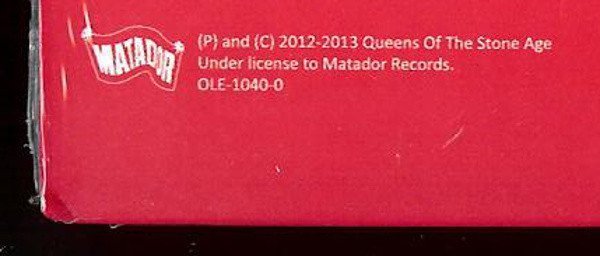 MATADOR
(P) and (C) 2012-2013 Queens Of The Stone Age
Under license to Matador Records.
OLE-1040-0